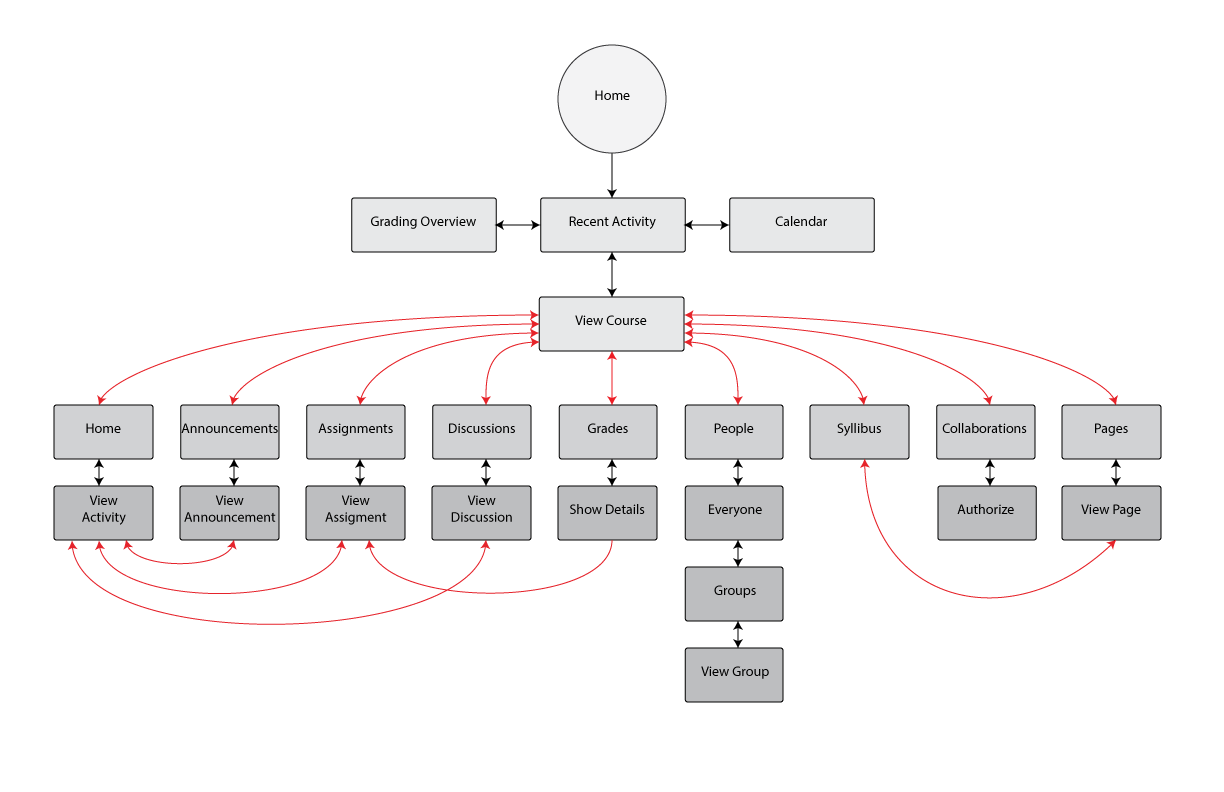 Home
Grading Overview
Recent Activity
Calendar
View Course
Home
Announcements
Assignments
Discussions
Grades
People
Syllibus
Collaborations
Pages
View
Activity
View
Announcement
View
Assigment
View
Discussion
Show Details
Everyone
Authorize
View Page
Groups
View Group